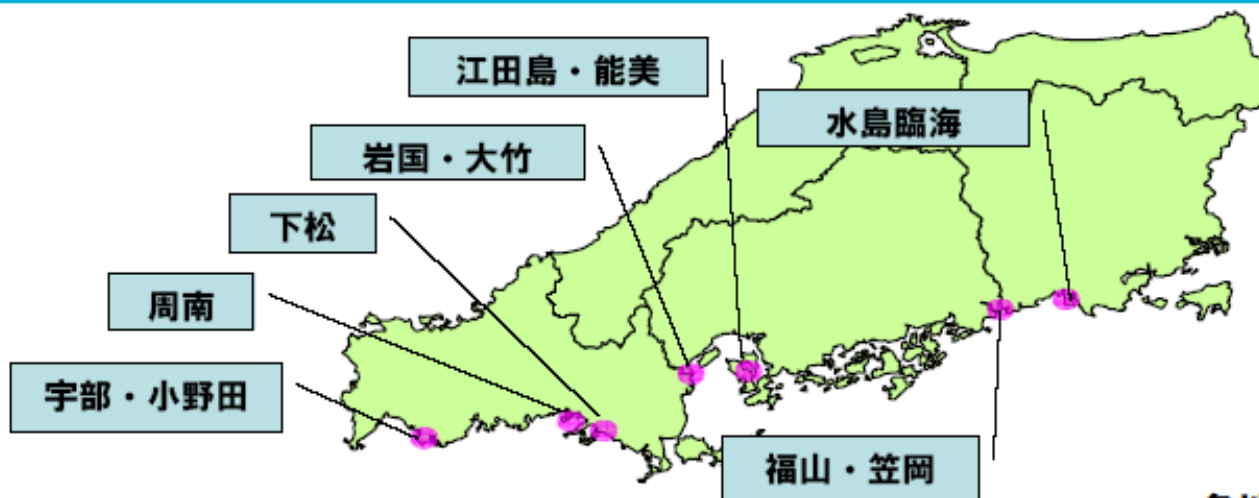 江田島・能美
水島臨海
岩国・大竹
下松
周南
宇部・小野田
福山・笠岡